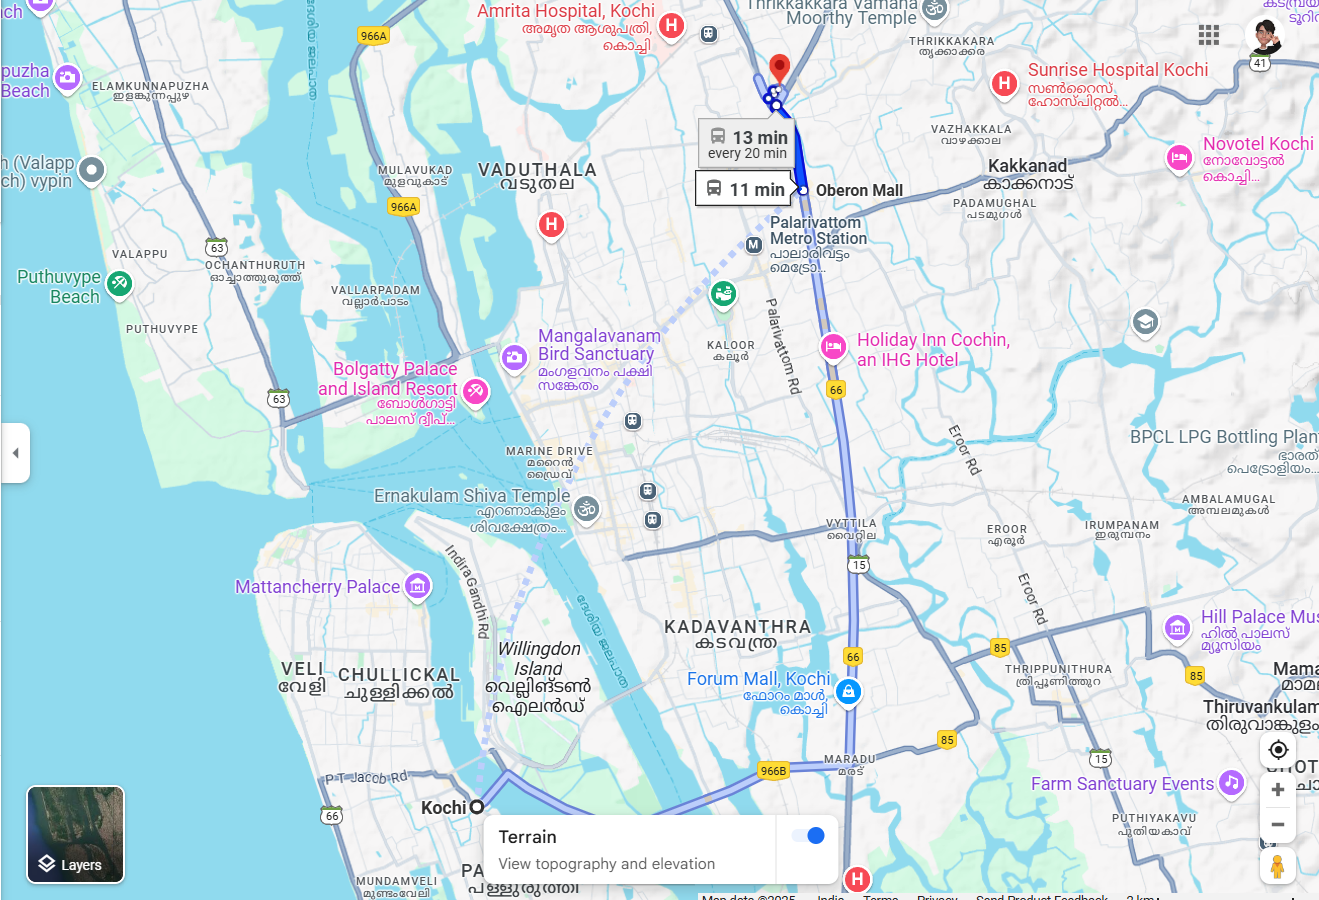 ach
Amrita Hospital, Kochi
അമൃത ആശുപത്രി,
കൊച്ചി
Thrikkakkara Vamana
Moorthy Temple
966A
THRIKKAKARA
തൃക്കാക്കര
41
puzha
Beach
ELAMKUNNAPUZHA
ഇളങ്കുന്നപ്പുഴ
Sunrise Hospital Kochi
സൺറൈസ്
ഹോസ്പിറ്റൽ...
13 min
every 20 min
VAZHAKKALA
വാഴക്കാല
Novotel Kochi
നോവോട്ടൽ
കൊച്ചി...
h (Valapp
ch) vypin
MULAVUKAD
മുളവുകാട്
VADUTHALA
വടുതല
Kakkanad
കാക്കനാട്
11 min
Oberon Mall
966A
PADAMUGHAL
പടമുഗൾ
Palarivattom
Metro Station
പാലാരിവട്ടം
മെട്രോ...
63
VALAPPU
OCHANTHURUTH
ഓച്ചാത്തുരുത്ത്
Puthuvype
Beach
VALLARPADAM
വല്ലാർപാടം
PUTHUVYPE
Palarivattom Rd
Mangalavanam
Bird Sanctuary
മംഗളവനം പക്ഷി
സങ്കേതം
KALOOR
കലൂർ
Holiday Inn Cochin,
an IHG Hotel
Bolgatty Palace
and Island Resort
ബോൾഗാട്ടി
പാലസ് ദ്വീപ്...
63
66
Eroor Rd
BPCL LPG Bottling Plan
ഭാരത്
പെട്രോളിയം...
MARINE DRIVE
മറൈൻ
ഡ്രൈവ്
Ernakulam Shiva Temple
എറണാകുളം
ശിവക്ഷേത്രം...
AMBALAMUGAL
അമ്പലമുകൾ
VYTTILA
വൈറ്റില
EROOR
എരൂർ
IRUMPANAM
ഇരുമ്പനം
15
Indira Gandhi Rd
Mattancherry Palace
ദേശീയ ജലപാത
Eroor Rd
KADAVANTHRA
കടവന്ത്ര
Hill Palace Mus
ഹിൽ പാലസ്
മ്യൂസിയം
Willingdon
Island
വെല്ലിങ്ടൺ
ഐലൻഡ്
66
85
VELI
വേളി
CHULLICKAL
ചുള്ളിക്കൽ
THRIPPUNITHURA
തൃപ്പൂണിത്തുറ
Mama
മാമല
85
Forum Mall, Kochi
ഫോറം മാൾ,
കൊച്ചി
Thiruvankulam
തിരുവാങ്കുളം
85
MARADU
മരട്
966B
15
P T Jacob Rd
Farm Sanctuary Events
Kochi
66
PUTHIYAKAVU
പുതിയകാവ്
Terrain
View topography and elevation
Layers
MUNDAMVELI
മുണ്ടംവേലി
PA
പള്ളുരുത്തി
Map data ©2025 India Terms Privacy Send Product Feedback 2 km